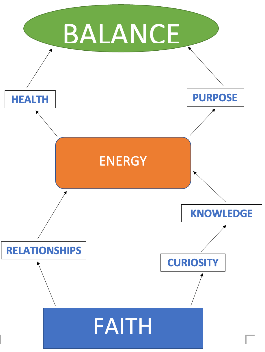 BALANCE
HEALTH
PURPOSE
ENERGY
KNOWLEDGE
RELATIONSHIPS
CURIOSITY
FAITH